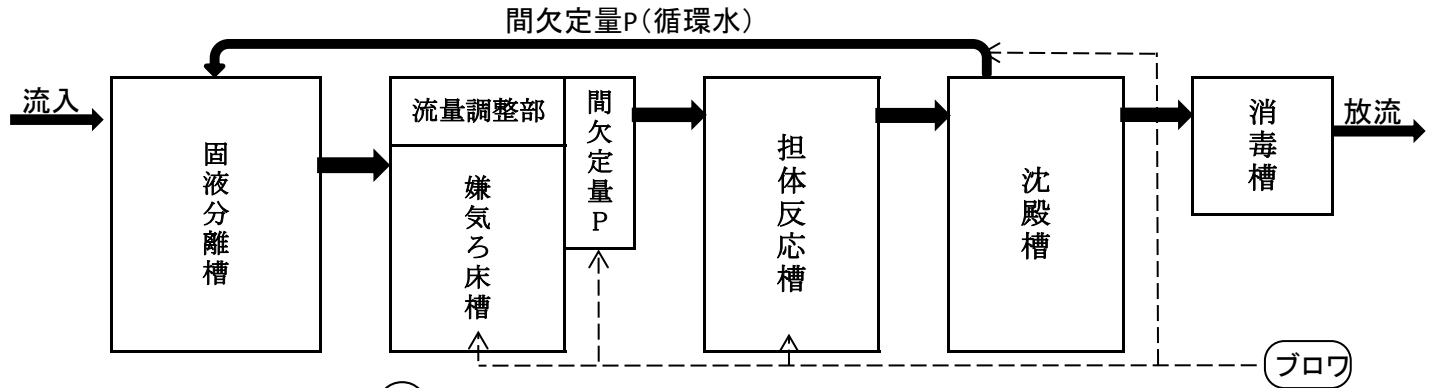 間欠定量P(循環水)
流入
固液分離槽
流量調整部
嫌気ろ床槽
間欠定量P
担体反応槽
沈殿槽
消毒槽
放流
ブロワ